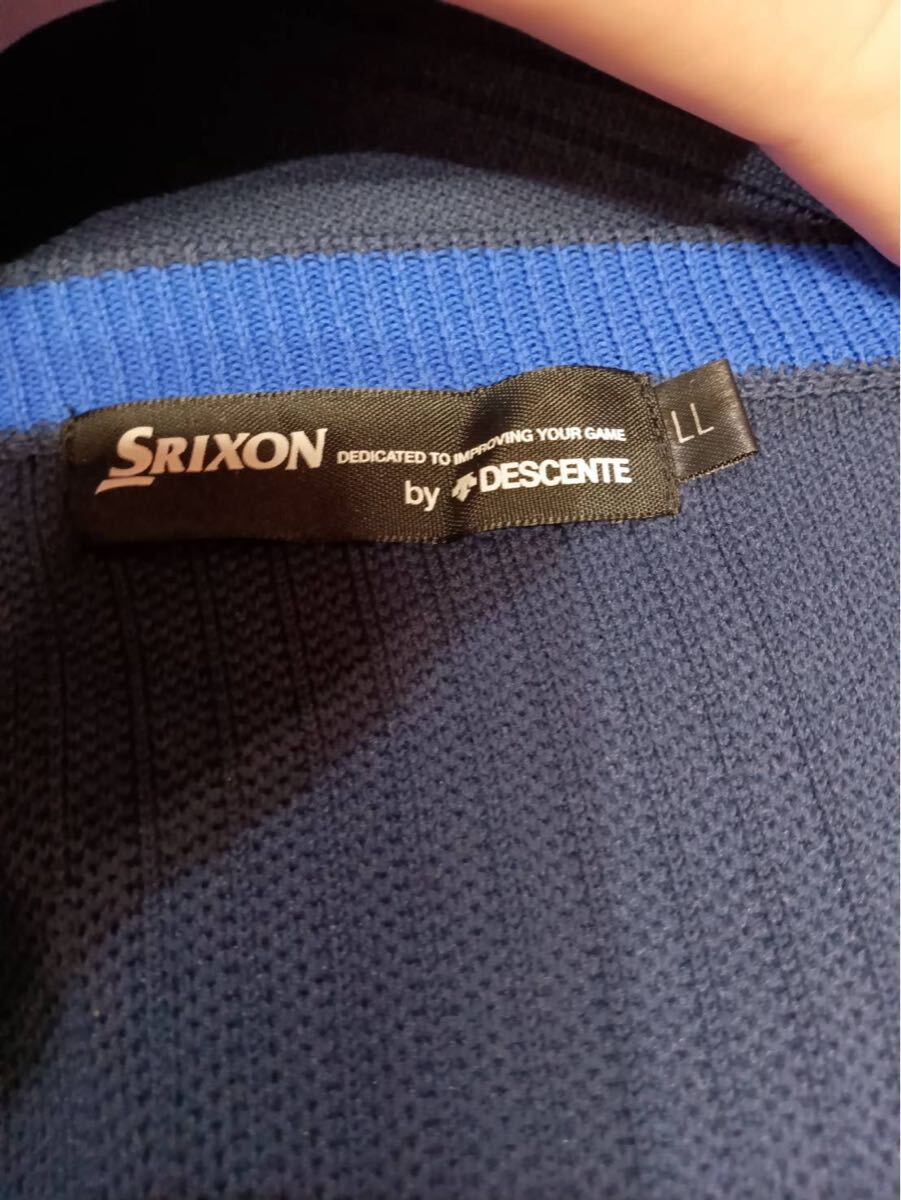 SRIXON DEDICATED TO IMPROVING YOUR GAME
by DESCENTE
LL